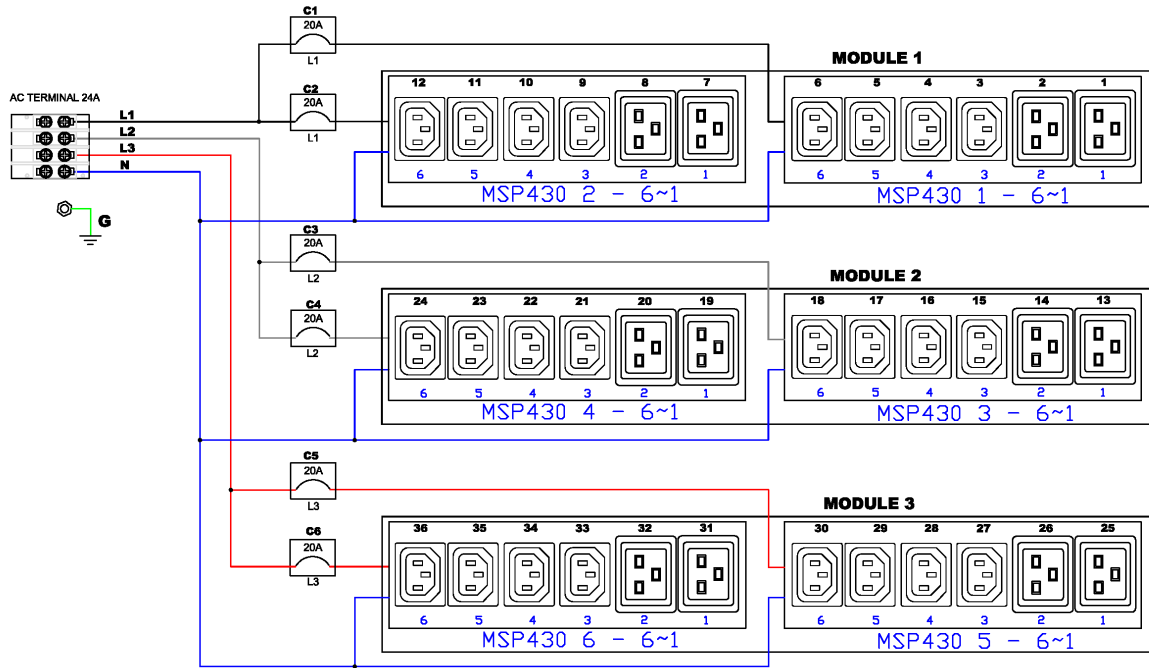 C1
20A
L1
MODULE 1
AC TERMINAL 24A
L1
L2
L3
N
G
C2
20A
L1
12 11 10 9 8 7
6 5 4 3 2 1
MSP430 2 - 6~1
6 5 4 3 2 1
6 5 4 3 2 1
MSP430 1 - 6~1
C3
20A
L2
MODULE 2
C4
20A
L2
24 23 22 21 20 19
6 5 4 3 2 1
MSP430 4 - 6~1
18 17 16 15 14 13
6 5 4 3 2 1
MSP430 3 - 6~1
C5
20A
L3
MODULE 3
C6
20A
L3
36 35 34 33 32 31
6 5 4 3 2 1
MSP430 6 - 6~1
30 29 28 27 26 25
6 5 4 3 2 1
MSP430 5 - 6~1